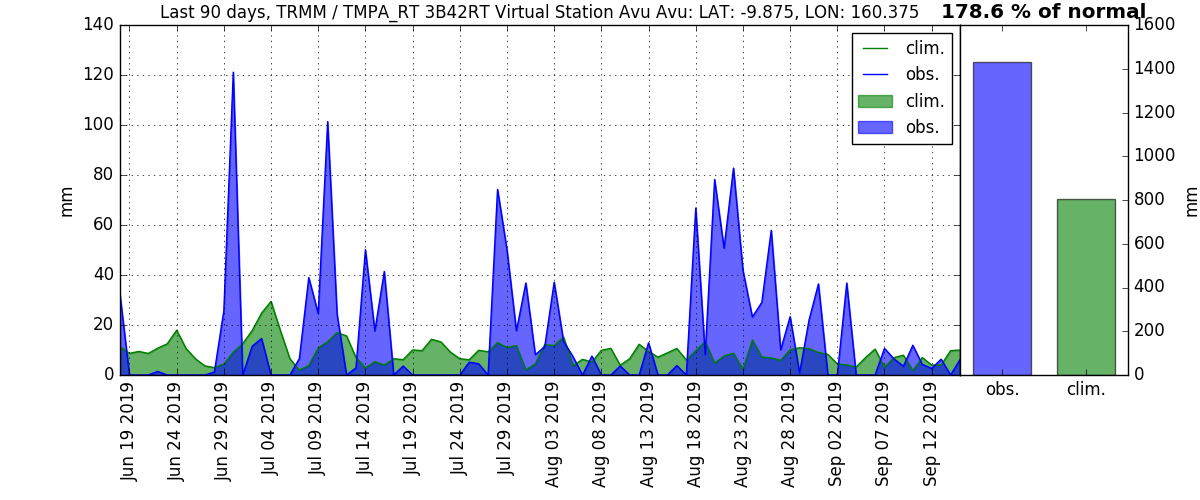 Last 90 days, TRMM / TMPA_RT 3B42RT Virtual Station Avu Avu: LAT: -9.875, LON: 160.375
178.6 % of normal
140
120
100
80
60
40
20
0
mm
clim.
obs.
clim.
obs.
Jun 19 2019
Jun 24 2019
Jun 29 2019
Jul 04 2019
Jul 09 2019
Jul 14 2019
Jul 19 2019
Jul 24 2019
Jul 29 2019
Aug 03 2019
Aug 08 2019
Aug 13 2019
Aug 18 2019
Aug 23 2019
Aug 28 2019
Sep 02 2019
Sep 07 2019
Sep 12 2019
1600
1400
1200
1000
800
600
400
200
0
mm
obs.
clim.